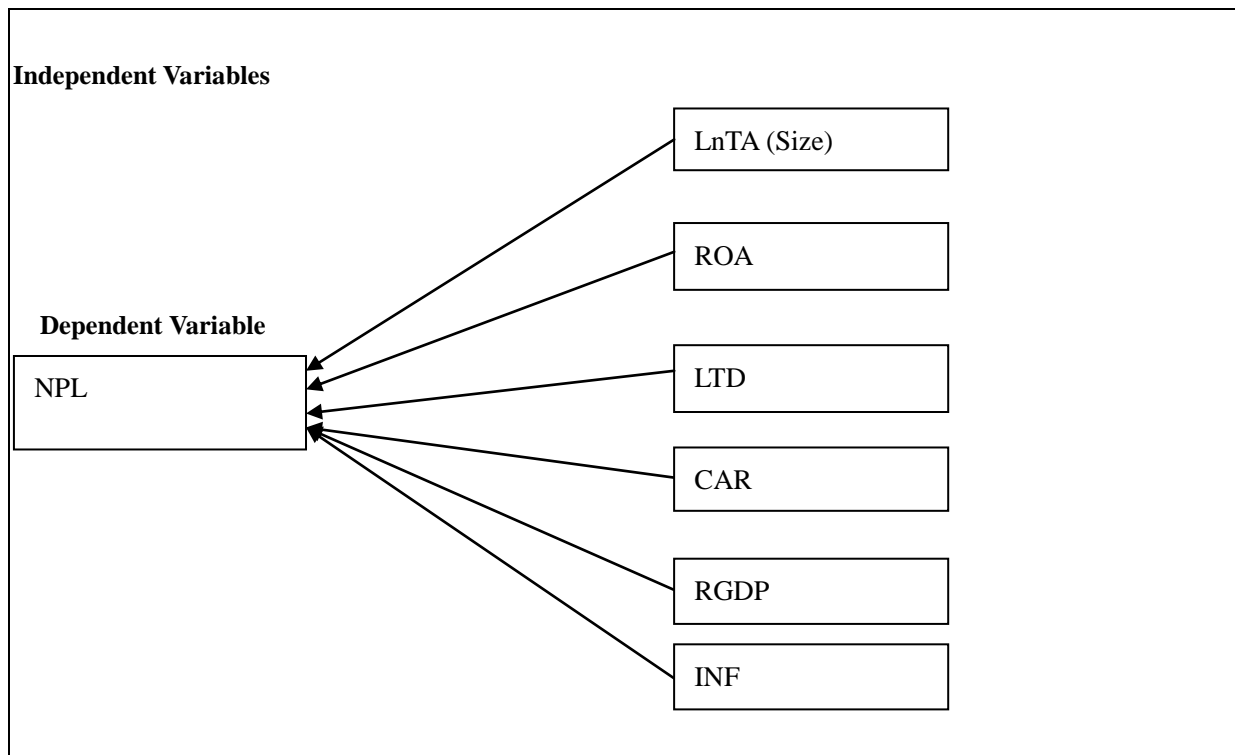 Independent Variables
LnTA (Size)
ROA
Dependent Variable
NPL
LTD
CAR
RGDP
INF